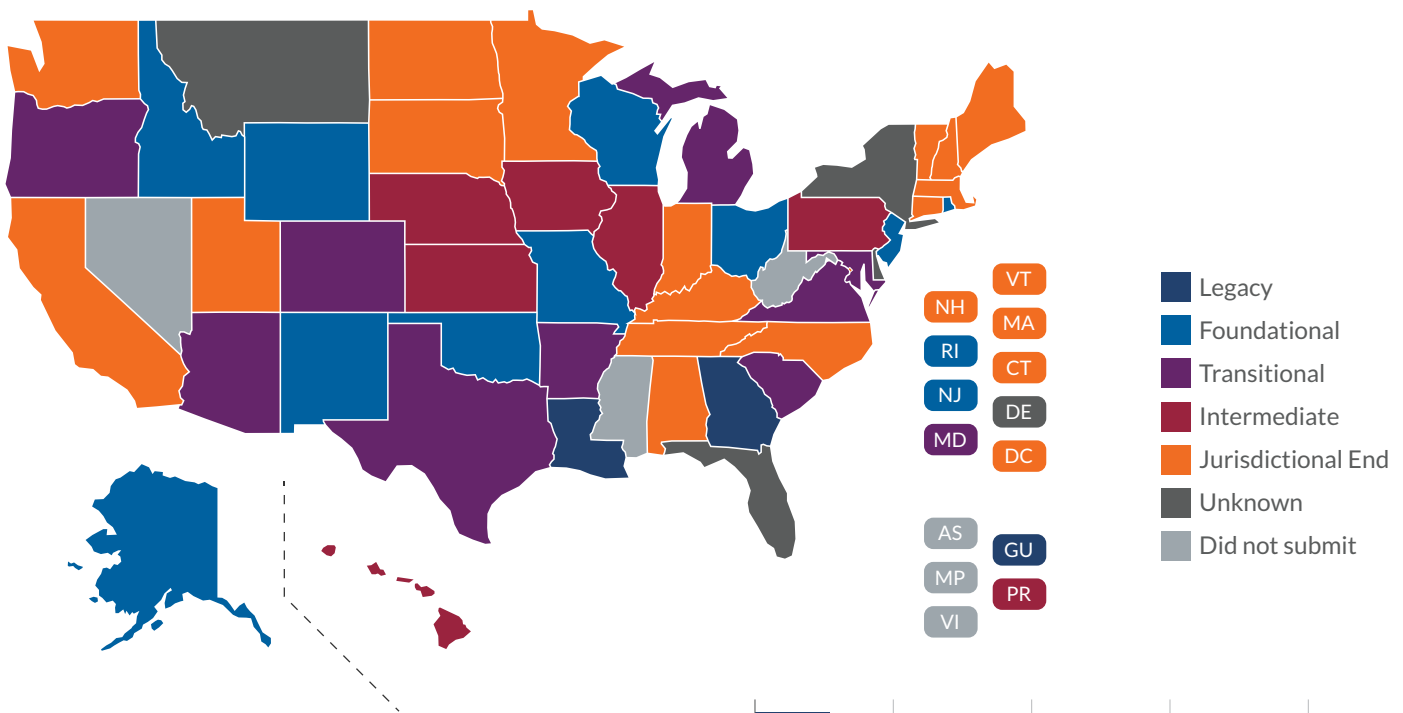 VT
NH
MA
RI
CT
NJ
DE
MD
DC
AS
GU
MP
PR
VI
Legacy
Foundational
Transitional
Intermediate
Jurisdictional End
Unknown
Did not submit